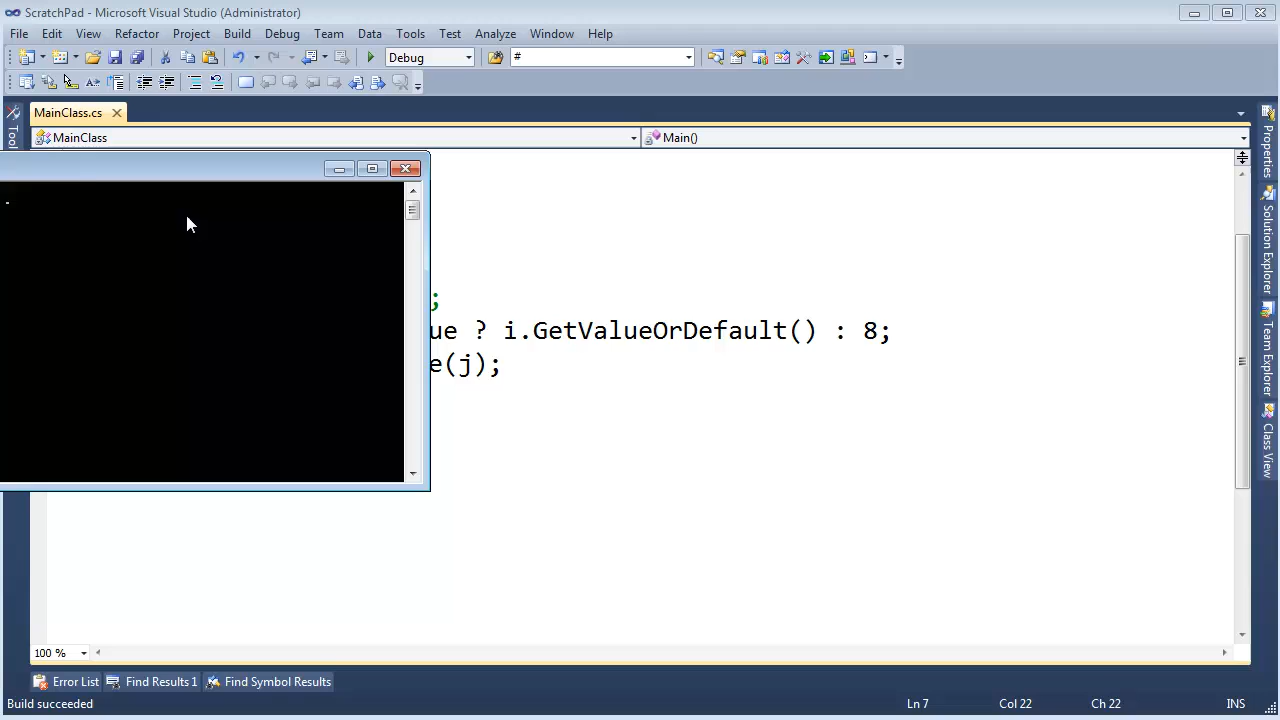 ScratchPad - Microsoft Visual Studio (Administrator)
File Edit View Refactor Project Build Debug Team Data Tools Test Analyze Window Help
Debug #
MainClass.cs
MainClass Main()
;
ue ? i.GetValueOrDefault() : 8;
e(j);
Tool
Properties
Solution Explorer
Team Explorer
Class View
100 %
Error List Find Results 1 Find Symbol Results
Build succeeded Ln 7 Col 22 Ch 22 INS